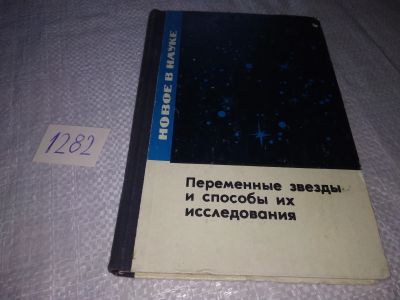 НОВОЕ В НАУКЕ
Переменные звезды
и способы их
исследования
1282